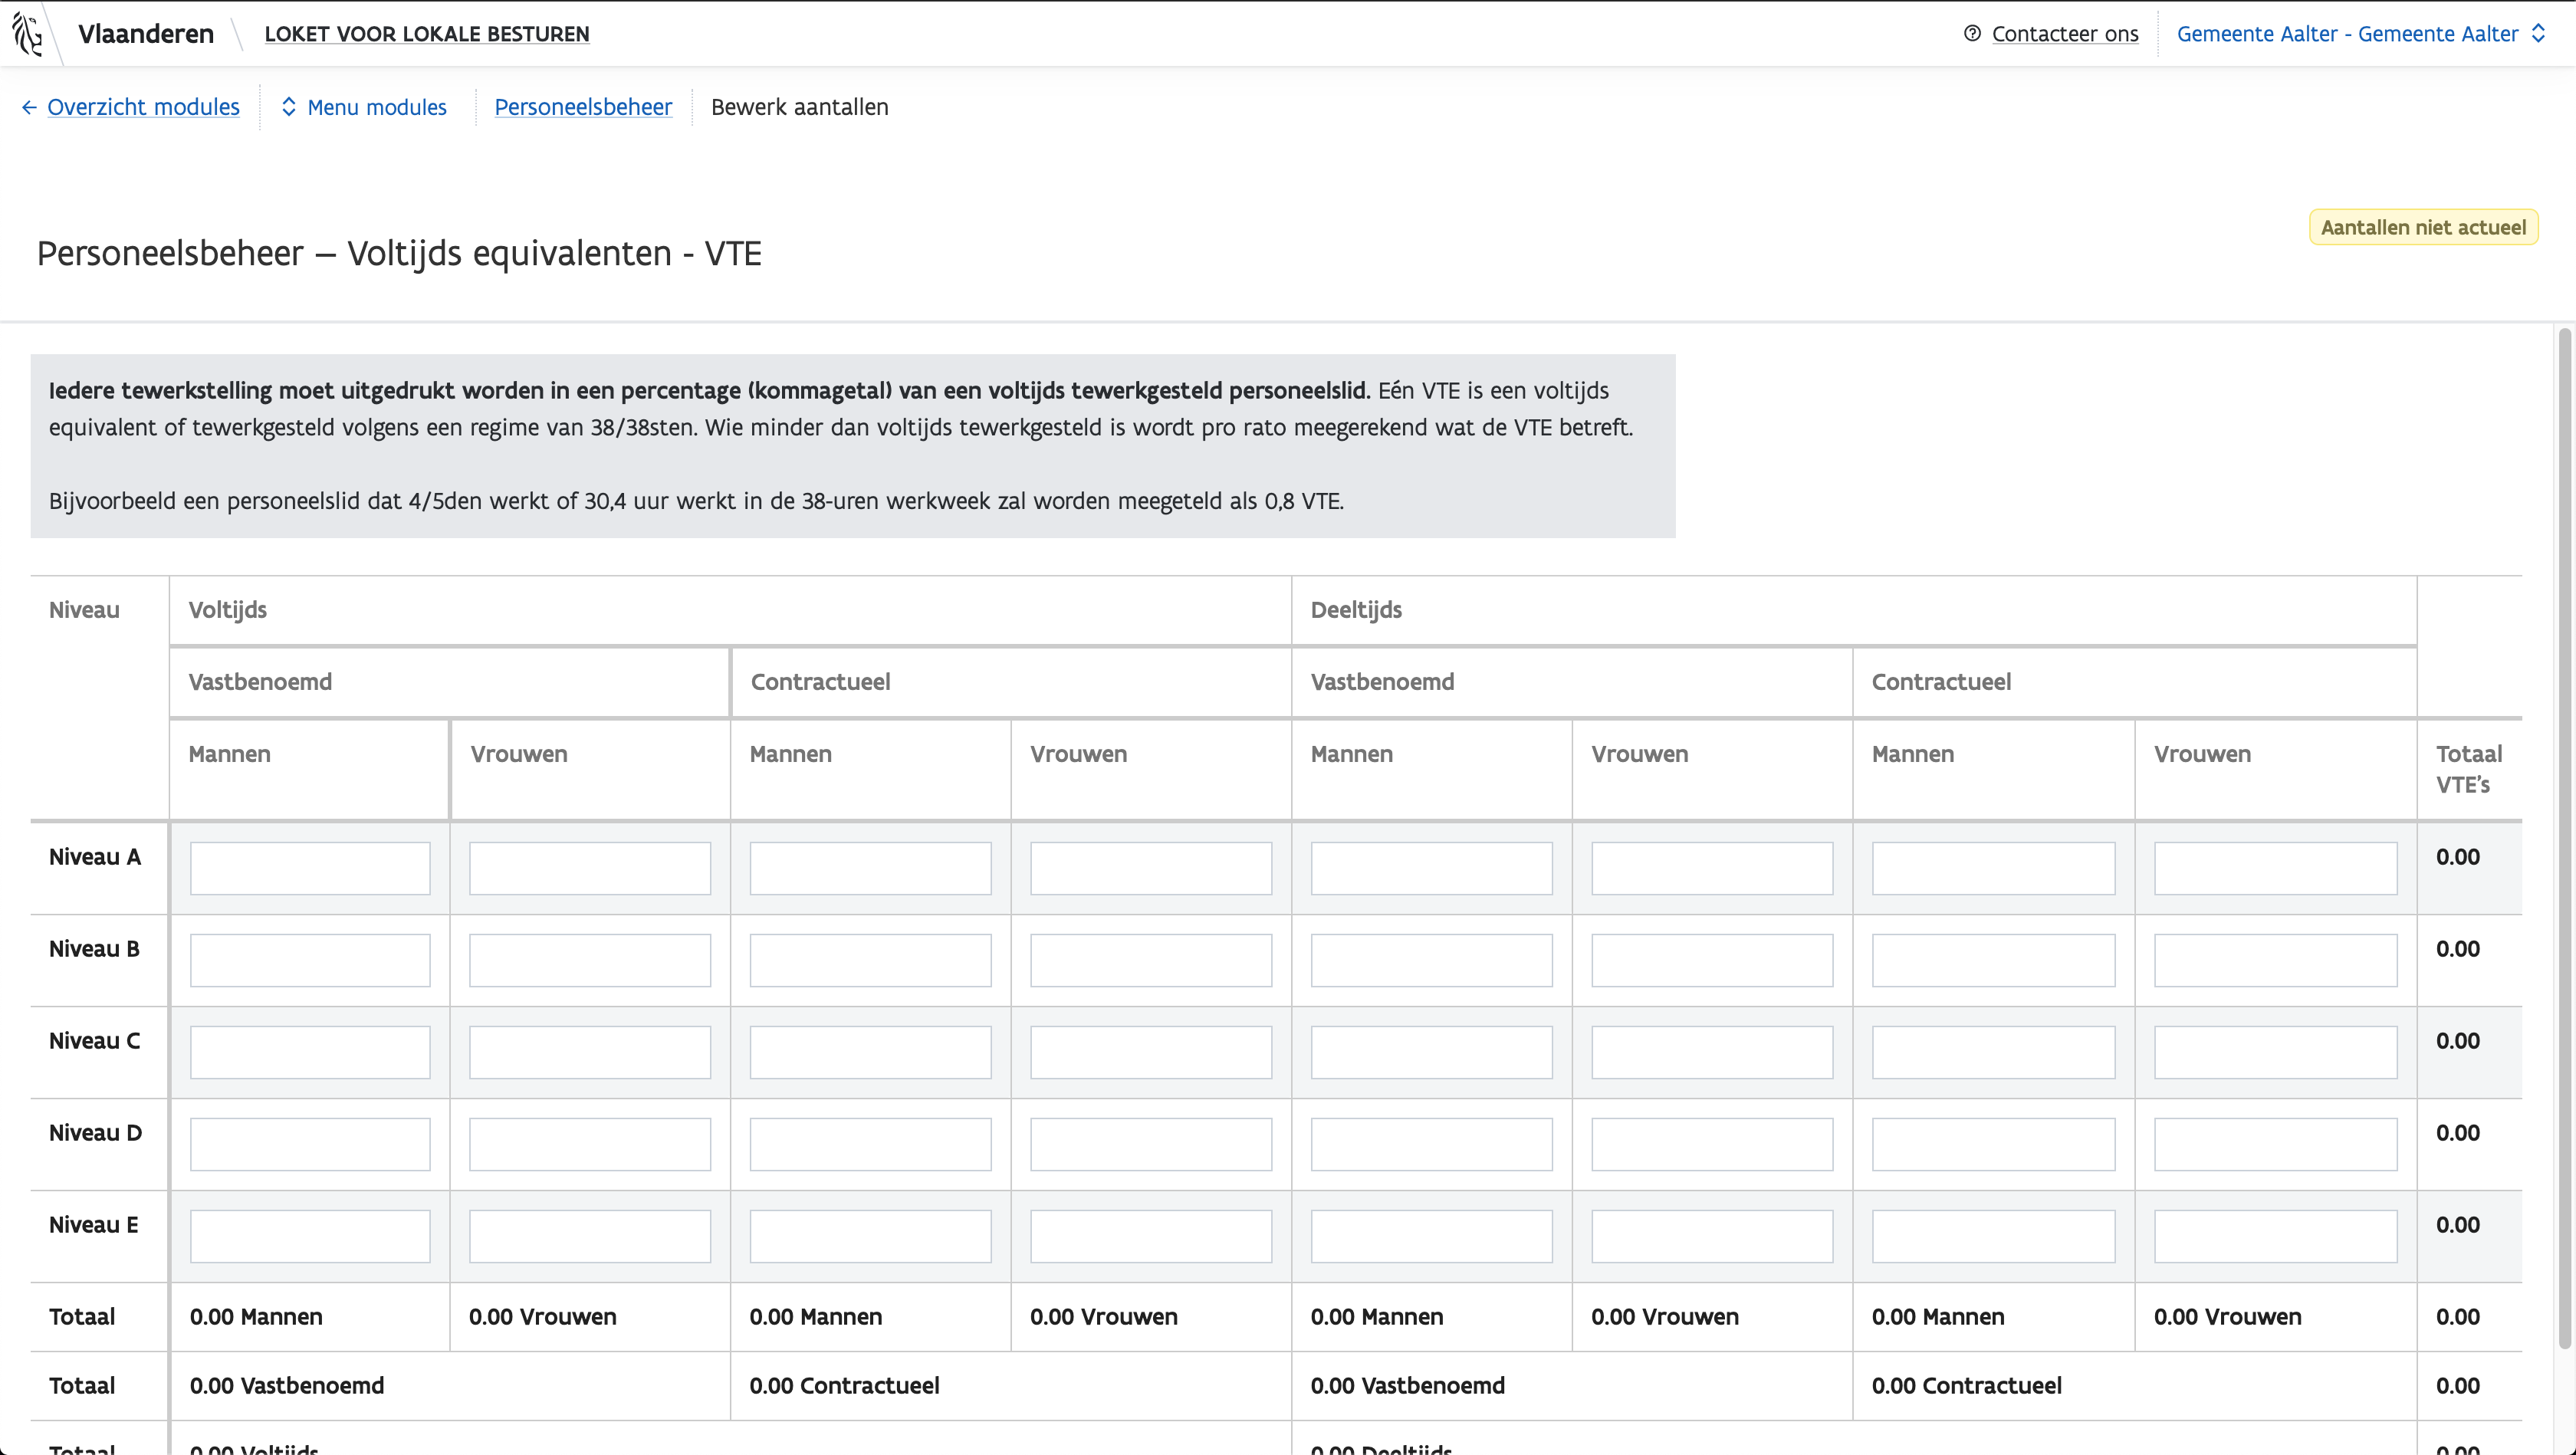 Vlaanderen
LOKET VOOR LOKALE BESTUREN
Contacteer ons
Gemeente Aalter - Gemeente Aalter
Overzicht modules
Menu modules
Personeelsbeheer
Bewerk aantallen
Aantallen niet actueel
Personeelsbeheer – Voltijds equivalenten - VTE
Iedere tewerkstelling moet uitgedrukt worden in een percentage (kommagetal) van een voltijds tewerkgesteld personeelslid. Eén VTE is een voltijds
equivalent of tewerkgesteld volgens een regime van 38/38sten. Wie minder dan voltijds tewerkgesteld is wordt pro rato meegerekend wat de VTE betreft.
Bijvoorbeeld een personeelslid dat 4/5den werkt of 30,4 uur werkt in de 38-uren werkweek zal worden meegeteld als 0,8 VTE.
Niveau Voltijds Deeltijds
Vastbenoemd Contractueel Vastbenoemd Contractueel
Mannen Vrouwen Mannen Vrouwen Mannen Vrouwen Mannen Vrouwen Totaal
VTE's
Niveau A 0.00
Niveau B 0.00
Niveau C 0.00
Niveau D 0.00
Niveau E 0.00
Totaal 0.00 Mannen 0.00 Vrouwen 0.00 Mannen 0.00 Vrouwen 0.00 Mannen 0.00 Vrouwen 0.00 Mannen 0.00 Vrouwen 0.00
Totaal 0.00 Vastbenoemd 0.00 Contractueel 0.00 Vastbenoemd 0.00 Contractueel 0.00
Totaal 0.00 Voltijds 0.00 Deeltijds 0.00